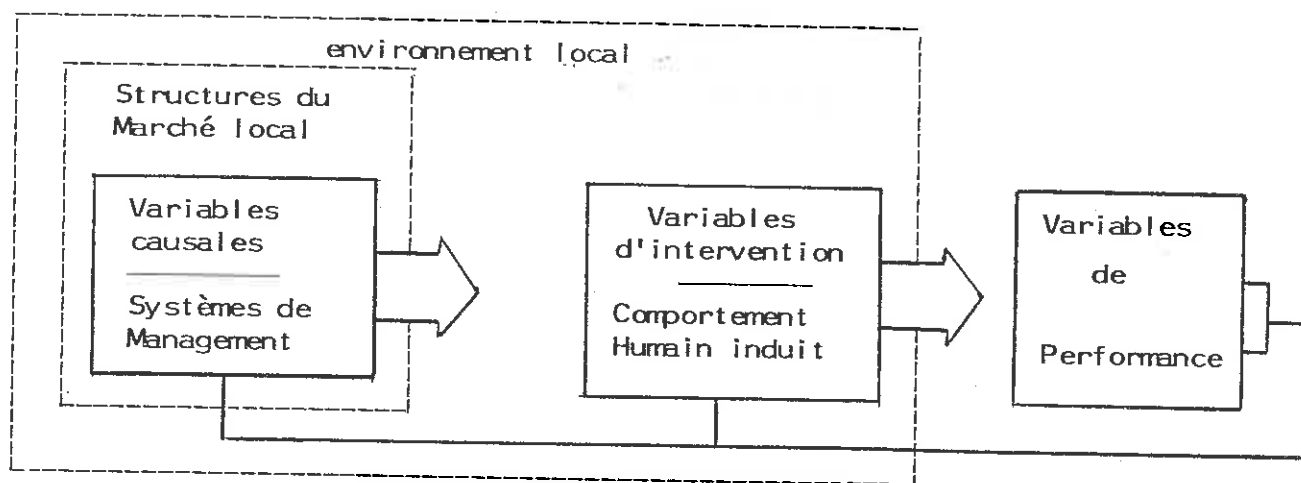 environnement local
Structures du
Marché local
Variables
causales
Systèmes de
Management
Variables
d'intervention
Comportement
Humain induit
Variables
de
Performance